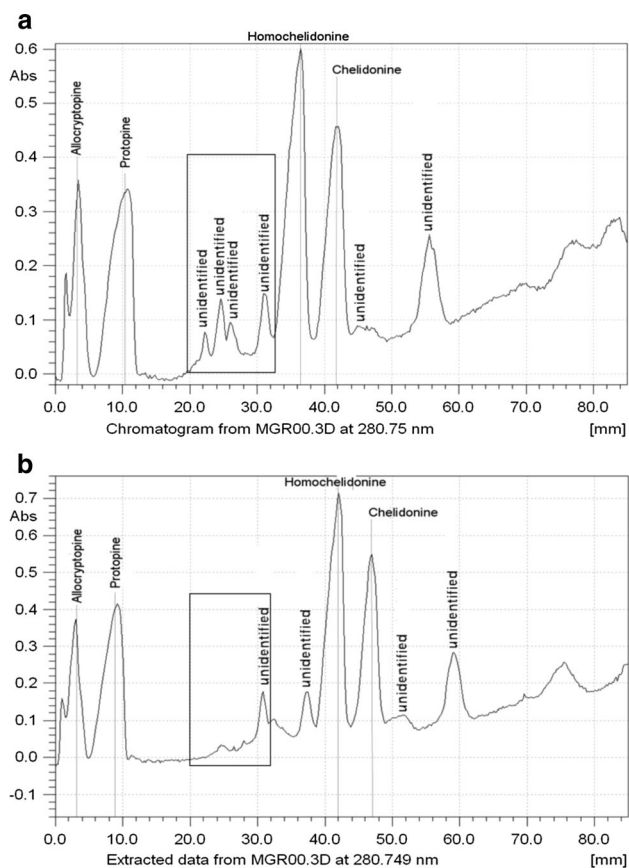 a
Homochelidonine
0.6
Abs
Chelidonine
0.5
Allocryptopine
Protopine
0.4
unidentified
unidentified
unidentified
unidentified
unidentified
unidentified
0.3
0.2
0.1
0.0
0.0 10.0 20.0 30.0 40.0 50.0 60.0 70.0 80.0
Chromatogram from MGR00.3D at 280.75 nm [mm]
b
Homochelidonine
0.7
Abs
Chelidonine
0.6
Allocryptopine
Protopine
0.5
unidentified
unidentified
unidentified
unidentified
0.4
0.3
0.2
0.1
0.0
-0.1
0.0 10.0 20.0 30.0 40.0 50.0 60.0 70.0 80.0
Extracted data from MGR00.3D at 280.749 nm [mm]